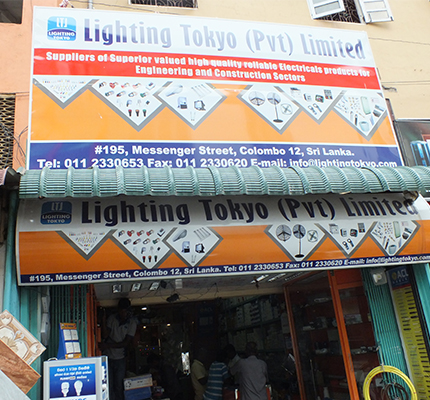 LIGHTING
TOKYO
Lighting Tokyo (Pvt) Limited
Suppliers of Superior valued high quality reliable Electricals products for
Engineering and Construction Sectors
#195, Messenger Street, Colombo 12, Sri Lanka.
Tel: 011 2330653 Fax: 011 2330620 E-mail: info@lightingtokyo.com
LIGHTING
TOKYO
Lighting Tokyo (Pvt) Limited
#195, Messenger Street, Colombo 12, Sri Lanka. Tel: 011 2330653 Fax: 011 2330620 E-mail: info@lightingtokyo.com